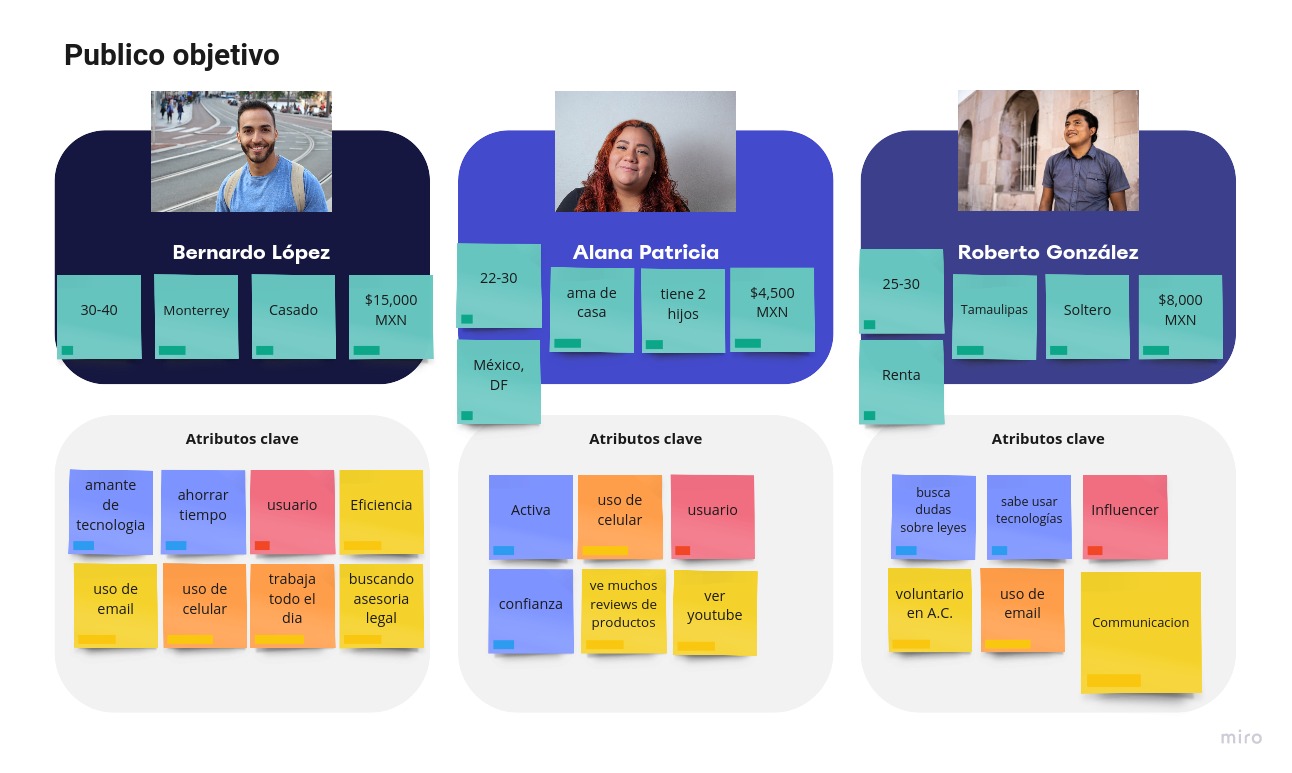 Publico objetivo
Bernardo López
30-40
Monterrey
Casado
$15,000
MXN
Atributos clave
amante
de
tecnologia
ahorrar
tiempo
usuario
Eficiencia
uso de
email
uso de
celular
trabaja
todo el
dia
buscando
asesoria
legal
Alana Patricia
22-30
ama de
casa
tiene 2
hijos
$4,500
MXN
México,
DF
Atributos clave
Activa
uso de
celular
usuario
confianza
ve muchos
reviews de
productos
ver
youtube
Roberto González
25-30
Tamaulipas
Soltero
$8,000
MXN
Renta
Atributos clave
busca
dudas
sobre leyes
sabe usar
tecnologías
Influencer
voluntario
en A.C.
uso de
email
Communicacion
miro